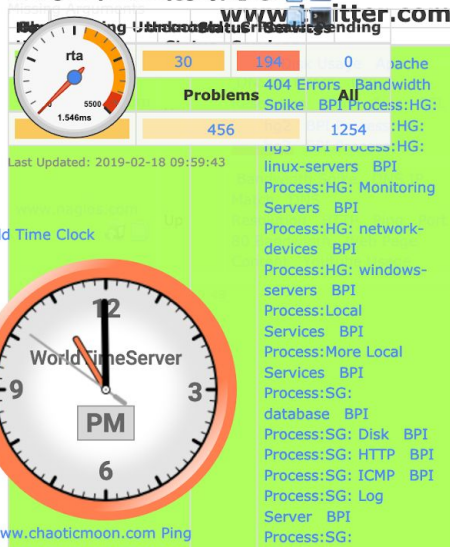 www.twitter.com
Pending
rta
30 194 0
5500
1.546ms
Problems All
456 1254
Last Updated: 2019-02-18 09:59:43
d Time Clock
12
WorldTimeServer
9 3
PM
6
www.chaoticmoon.com Ping
Apache
404 Errors Bandwidth
Spike BPI Process:HG:
HG:
BPI Process:HG:
linux-servers BPI
Process:HG: Monitoring
Servers BPI
Process:HG: network-
devices BPI
Process:HG: windows-
servers BPI
Process:Local
Services BPI
Process:More Local
Services BPI
Process:SG:
database BPI
Process:SG: Disk BPI
Process:SG: HTTP BPI
Process:SG: ICMP BPI
Process:SG: Log
Server BPI
Process:SG: